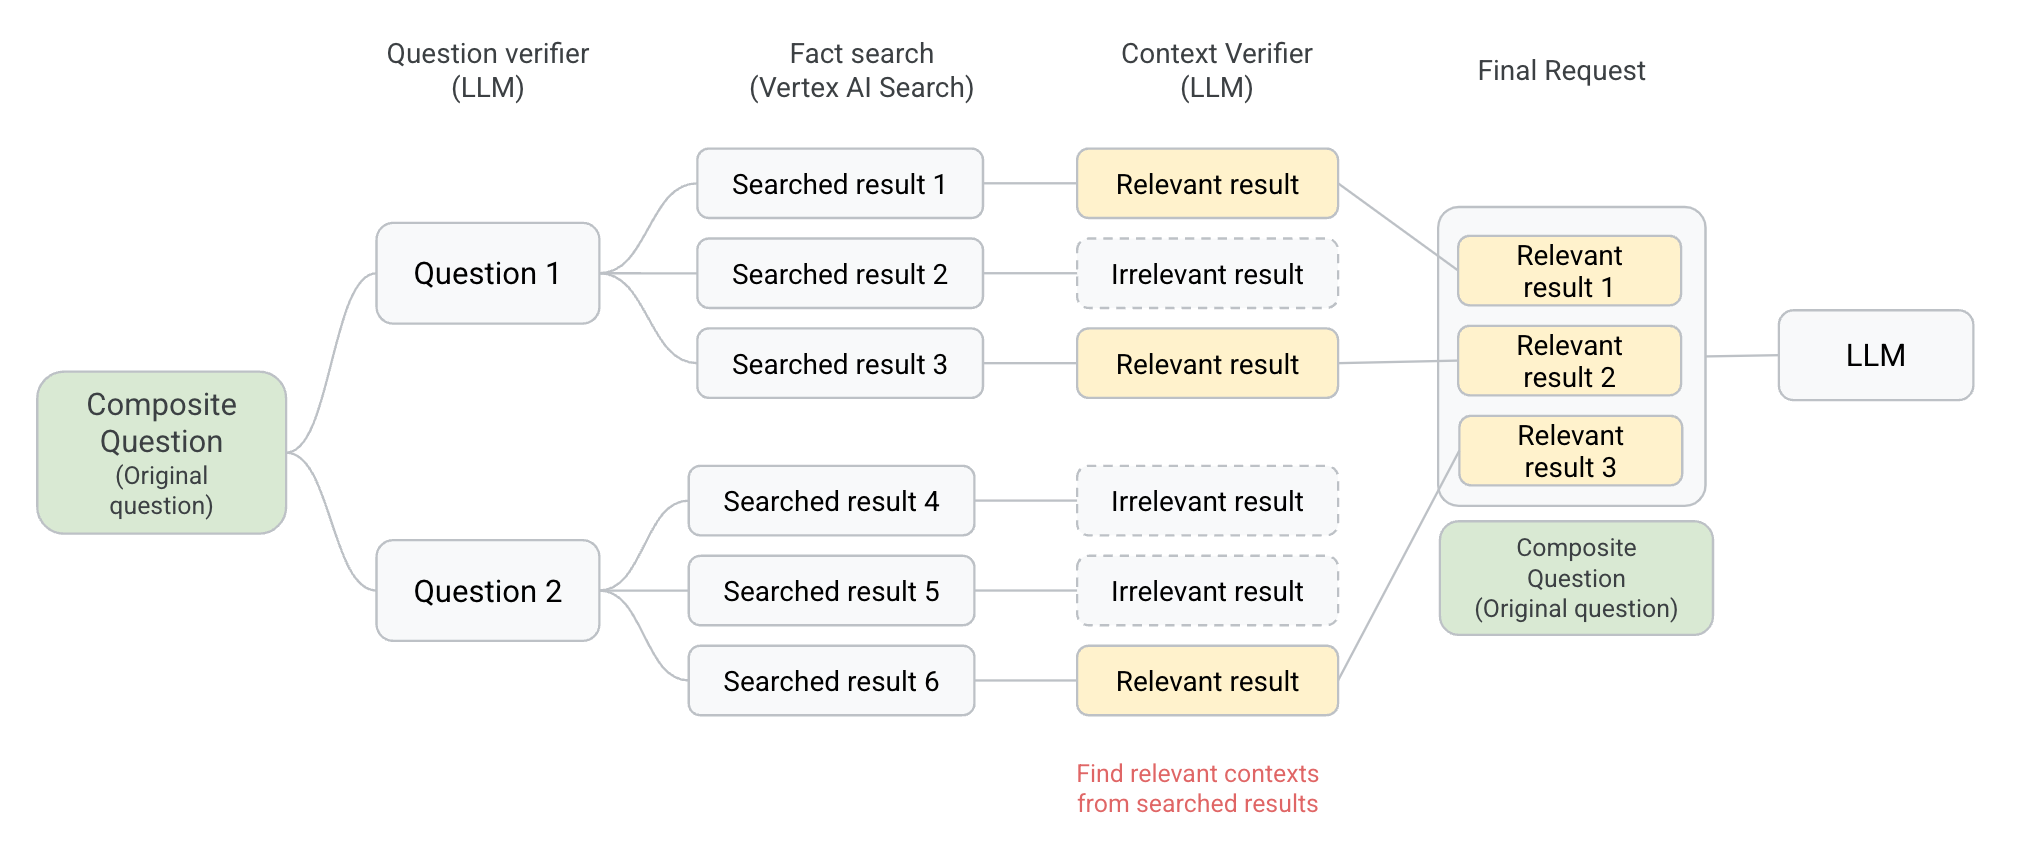 Question verifier
(LLM)
Fact search
(Vertex AI Search)
Context Verifier
(LLM)
Final Request
Composite
Question
(Original
question)
Question 1
Question 2
Searched result 1
Searched result 2
Searched result 3
Searched result 4
Searched result 5
Searched result 6
Relevant result
Irrelevant result
Relevant result
Irrelevant result
Irrelevant result
Relevant result
Find relevant contexts
from searched results
Relevant
result 1
Relevant
result 2
Relevant
result 3
Composite
Question
(Original question)
LLM